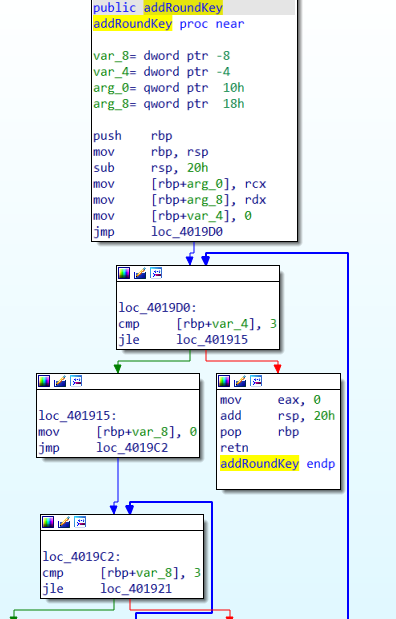 public addRoundKey
addRoundKey proc near
var_8= dword ptr -8
var_4= dword ptr -4
arg_0= qword ptr  10h
arg_8= qword ptr  18h
push    rbp
mov     rbp, rsp
sub     rsp, 20h
mov     [rbp+arg_0], rcx
mov     [rbp+arg_8], rdx
mov     [rbp+var_4], 0
jmp     loc_4019D0
loc_4019D0:
cmp     [rbp+var_4], 3
jle     loc_401915
loc_401915:
mov     [rbp+var_8], 0
jmp     loc_4019C2
mov     eax, 0
add     rsp, 20h
pop     rbp
retn
addRoundKey endp
loc_4019C2:
cmp     [rbp+var_8], 3
jle     loc_401921